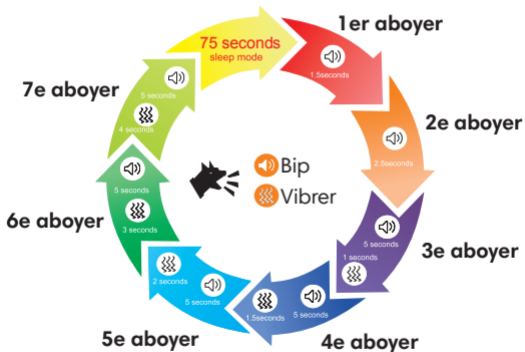 75 seconds
sleep mode
1er aboyer
1.5seconds
2e aboyer
2.5seconds
3e aboyer
5 seconds
1 seconds
4e aboyer
5 seconds
1.5seconds
5e aboyer
5 seconds
2 seconds
6e aboyer
3 seconds
5 seconds
7e aboyer
4 seconds
5 seconds
Bip
Vibrer